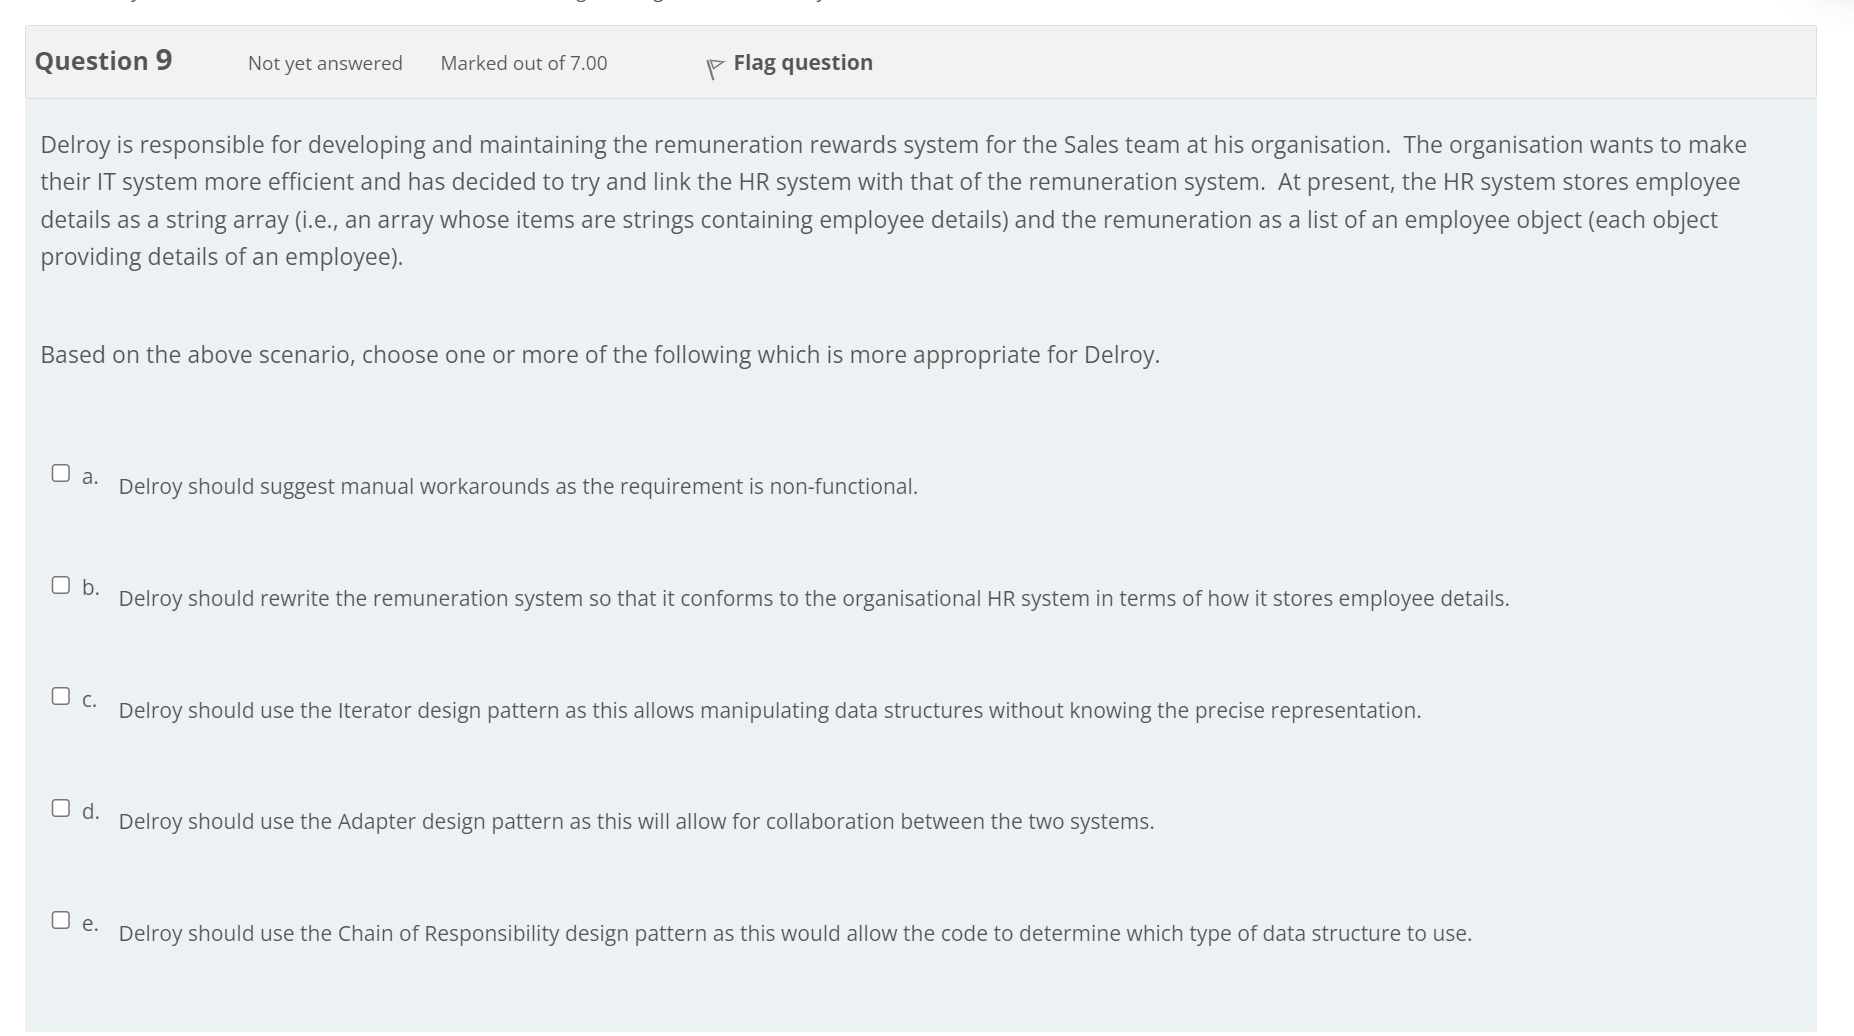 Question 9 Not yet answered Marked out of 7.00 Flag question
Delroy is responsible for developing and maintaining the remuneration rewards system for the Sales team at his organisation.  The organisation wants to make
their IT system more efficient and has decided to try and link the HR system with that of the remuneration system.  At present, the HR system stores employee
details as a string array (i.e., an array whose items are strings containing employee details) and the remuneration as a list of an employee object (each object
providing details of an employee).
Based on the above scenario, choose one or more of the following which is more appropriate for Delroy.
a. Delroy should suggest manual workarounds as the requirement is non-functional.
b. Delroy should rewrite the remuneration system so that it conforms to the organisational HR system in terms of how it stores employee details.
c. Delroy should use the Iterator design pattern as this allows manipulating data structures without knowing the precise representation.
d. Delroy should use the Adapter design pattern as this will allow for collaboration between the two systems.
e. Delroy should use the Chain of Responsibility design pattern as this would allow the code to determine which type of data structure to use.